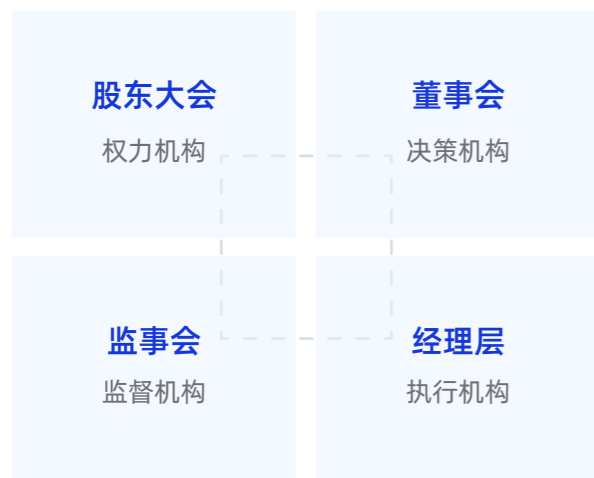 股东大会
权力机构
董事会
决策机构
监事会
监督机构
经理层
执行机构